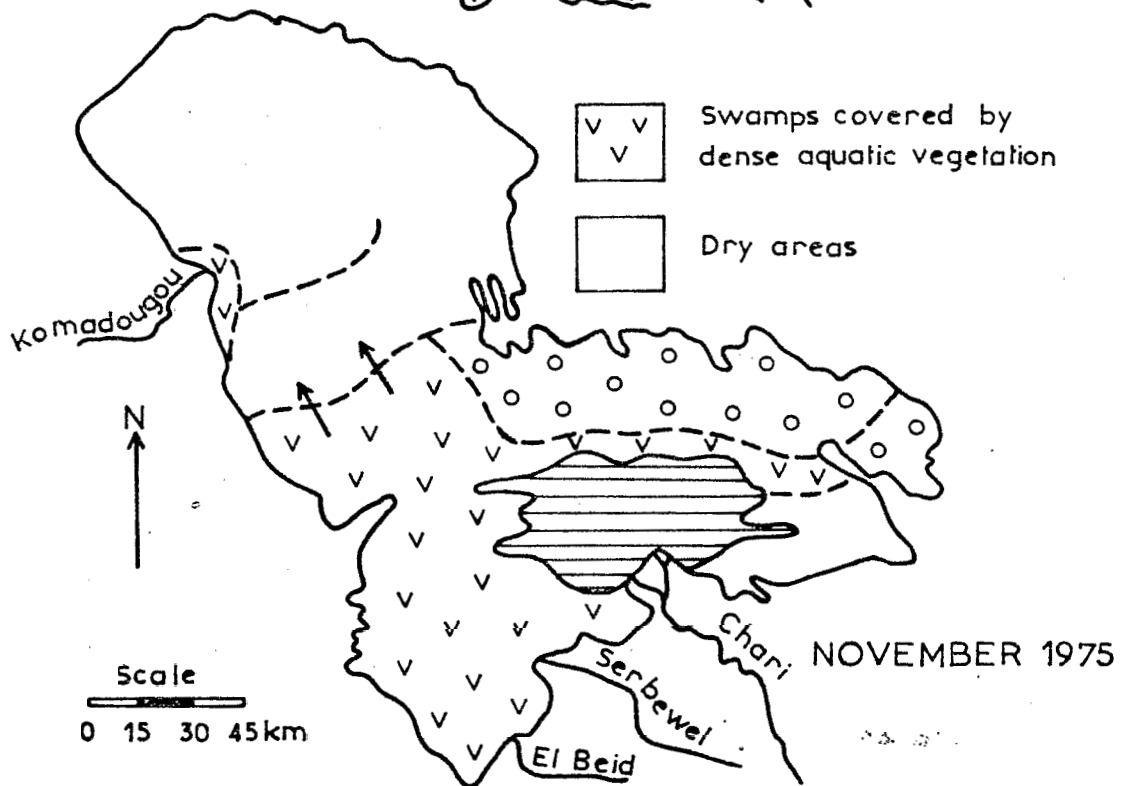 Swamps covered by
dense aquatic vegetation
Dry areas
Komadougou
N
Chari
NOVEMBER 1975
Serbewel
Scale
0 15 30 45km
El Beid